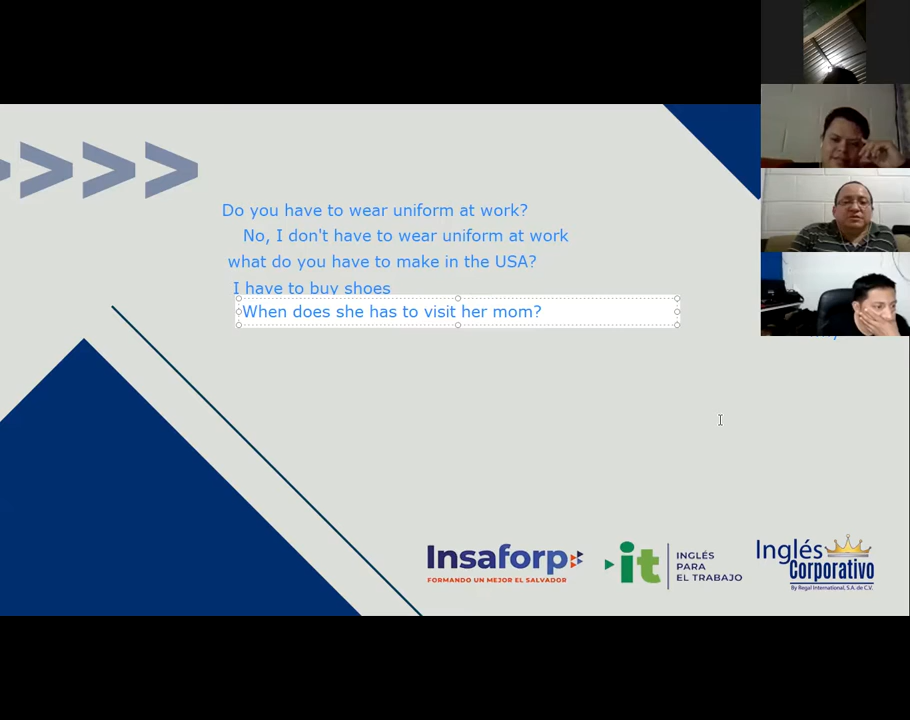 Do you have to wear uniform at work?
No, I don't have to wear uniform at work
what do you have to make in the USA?
I have to buy shoes
When does she has to visit her mom?
Insaforp
FORMANDO UN MEJOR EL SALVADOR
it
INGLÉS
PARA
EL TRABAJO
Inglés
Corporativo
By Regal International, S.A. de C.V.